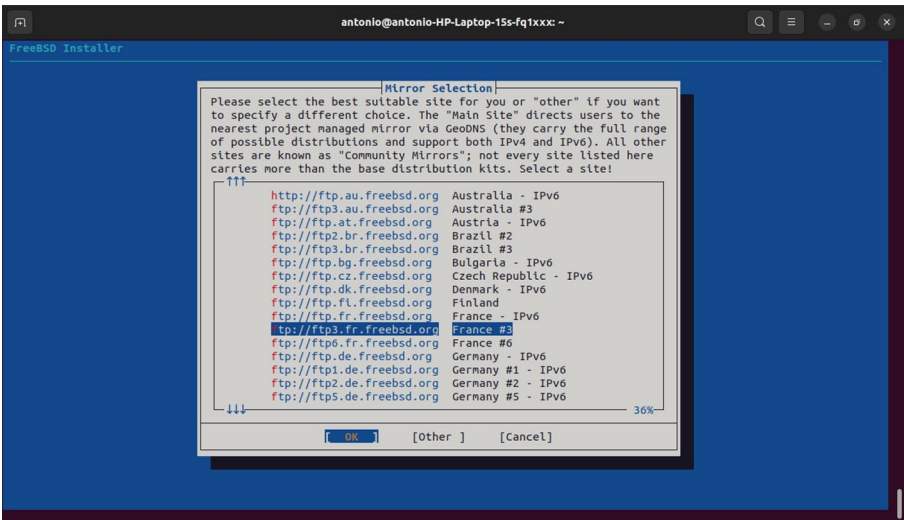 antonio@antonio-HP-Laptop-15s-fq1xxx: ~
FreeBSD Installer
Mirror Selection
Please select the best suitable site for you or "other" if you want
to specify a different choice. The "Main Site" directs users to the
nearest project managed mirror via GeoDNS (they carry the full range
of possible distributions and support both IPv4 and IPv6). All other
sites are known as "Community Mirrors"; not every site listed here
carries more than the base distribution kits. Select a site!
↑↑↑
http://ftp.au.freebsd.org Australia - IPv6
ftp://ftp3.au.freebsd.org Australia #3
ftp://ftp.at.freebsd.org Austria - IPv6
ftp://ftp2.br.freebsd.org Brazil #2
ftp://ftp3.br.freebsd.org Brazil #3
ftp://ftp.bg.freebsd.org Bulgaria - IPv6
ftp://ftp.cz.freebsd.org Czech Republic - IPv6
ftp://ftp.dk.freebsd.org Denmark - IPv6
ftp://ftp.fi.freebsd.org Finland
ftp://ftp.fr.freebsd.org France - IPv6
ftp://ftp3.fr.freebsd.org France #3
ftp://ftp6.fr.freebsd.org France #6
ftp://ftp.de.freebsd.org Germany - IPv6
ftp://ftp1.de.freebsd.org Germany #1 - IPv6
ftp://ftp2.de.freebsd.org Germany #2 - IPv6
ftp://ftp5.de.freebsd.org Germany #5 - IPv6
↓↓↓ 36%
[ OK ] [Other ] [Cancel]